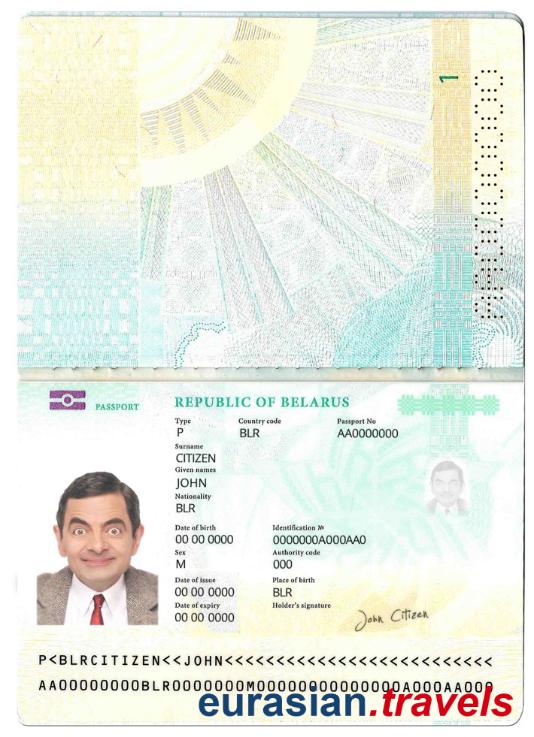 1
AA0000000
PASSPORT
REPUBLIC OF BELARUS
Type Country code Passport No
P BLR AA0000000
Surname
CITIZEN
Given names
JOHN
Nationality
BLR
Date of birth Identification №
00 00 0000 0000000A000AA0
Sex Authority code
M 000
Date of issue Place of birth
00 00 0000 BLR
Date of expiry Holder's signature
00 00 0000 John Citizen
P<BLRCITIZEN<<JOHN<<<<<<<<<<<<<<<<<<<<<<<<<<
AA00000000BLR0000000M00000000000000A000AA000
eurasian.travels